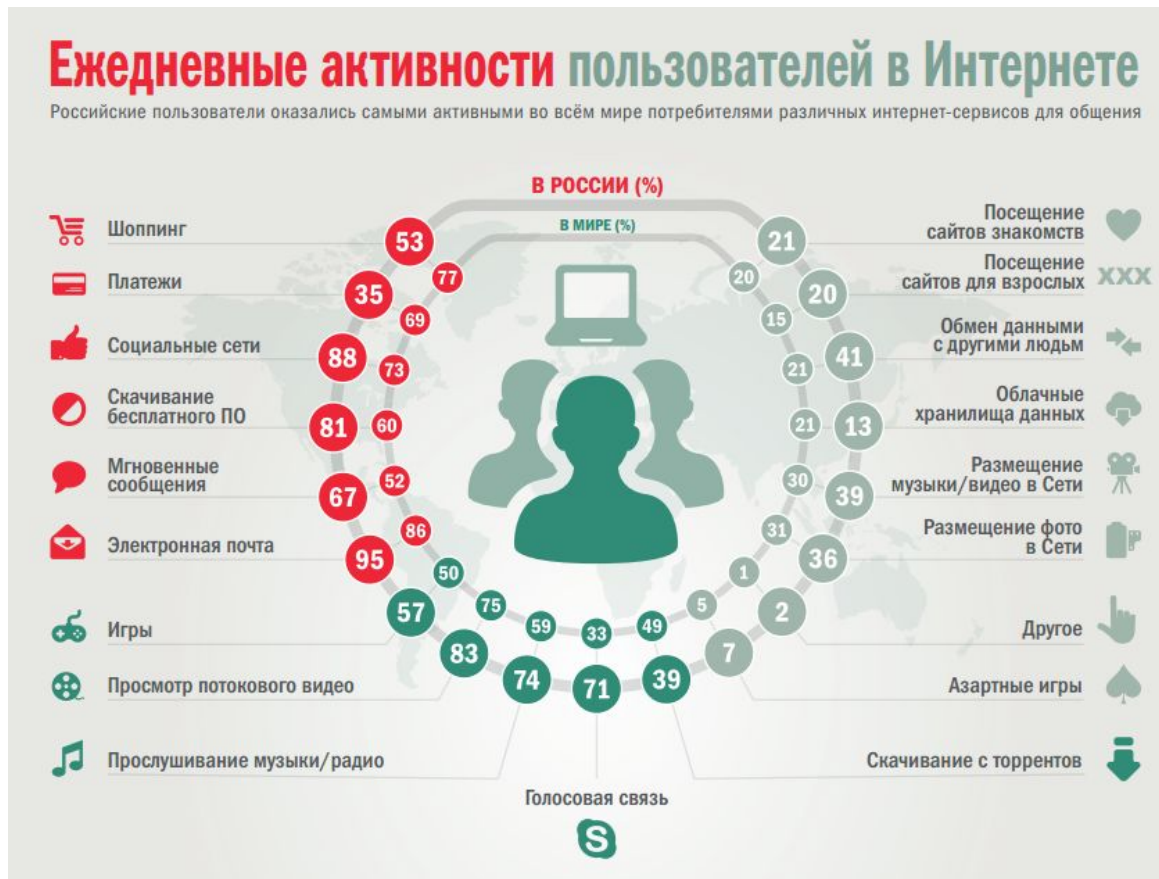 Ежедневные активности пользователей в Интернете
Российские пользователи оказались самыми активными во всём мире потребителями различных интернет-сервисов для общения
В РОССИИ (%)
В МИРЕ (%)
Шоппинг
53
77
Платежи
35
69
Социальные сети
88
73
Скачивание
бесплатного ПО
81
60
Мгновенные
сообщения
67
52
Электронная почта
95
86
Игры
57
50
Просмотр потокового видео
83
75
Прослушивание музыки/радио
74
59
Голосовая связь
71
33
S
Посещение
сайтов знакомств
21
20
Посещение
сайтов для взрослых
XXX
20
15
Обмен данными
с другими людьм
41
21
Облачные
хранилища данных
13
21
Размещение
музыки/видео в Сети
39
30
Размещение фото
в Сети
36
31
Другое
2
1
Азартные игры
7
5
Скачивание с торрентов
39
49